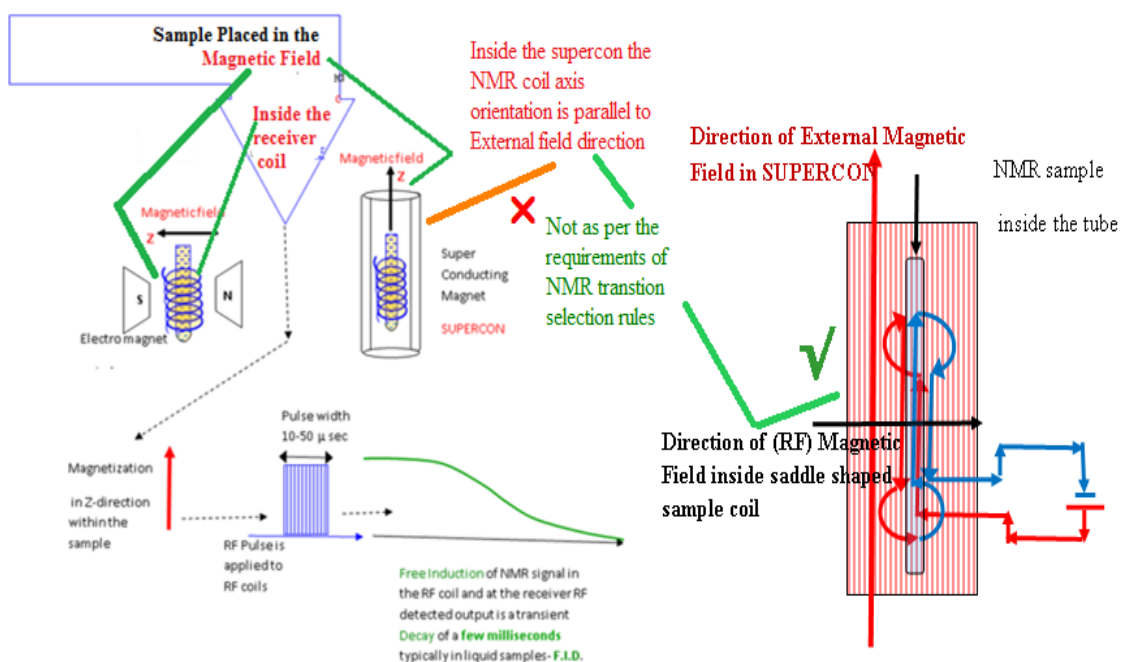 Sample Placed in the
Magnetic Field
Inside the
receiver
coil
Magneticfield
Z
S
N
Electro magnet
Magneticfield
Z
Super
Conducting
Magnet
SUPERCON
Inside the supercon the
NMR coil axis
orientation is parallel to
External field direction
Not as per the
requirements of
NMR transtion
selection rules
Direction of External Magnetic
Field in SUPERCON
NMR sample
inside the tube
Direction of (RF) Magnetic
Field inside saddle shaped
sample coil
Pulse width
10-50 µ sec
Magnetization
in Z-direction
within the
sample
RF Pulse is
applied to
RF coils
Free Induction of NMR signal in
the RF coil and at the receiver RF
detected output is a transient
Decay of a few milliseconds
typically in liquid samples- F.I.D.